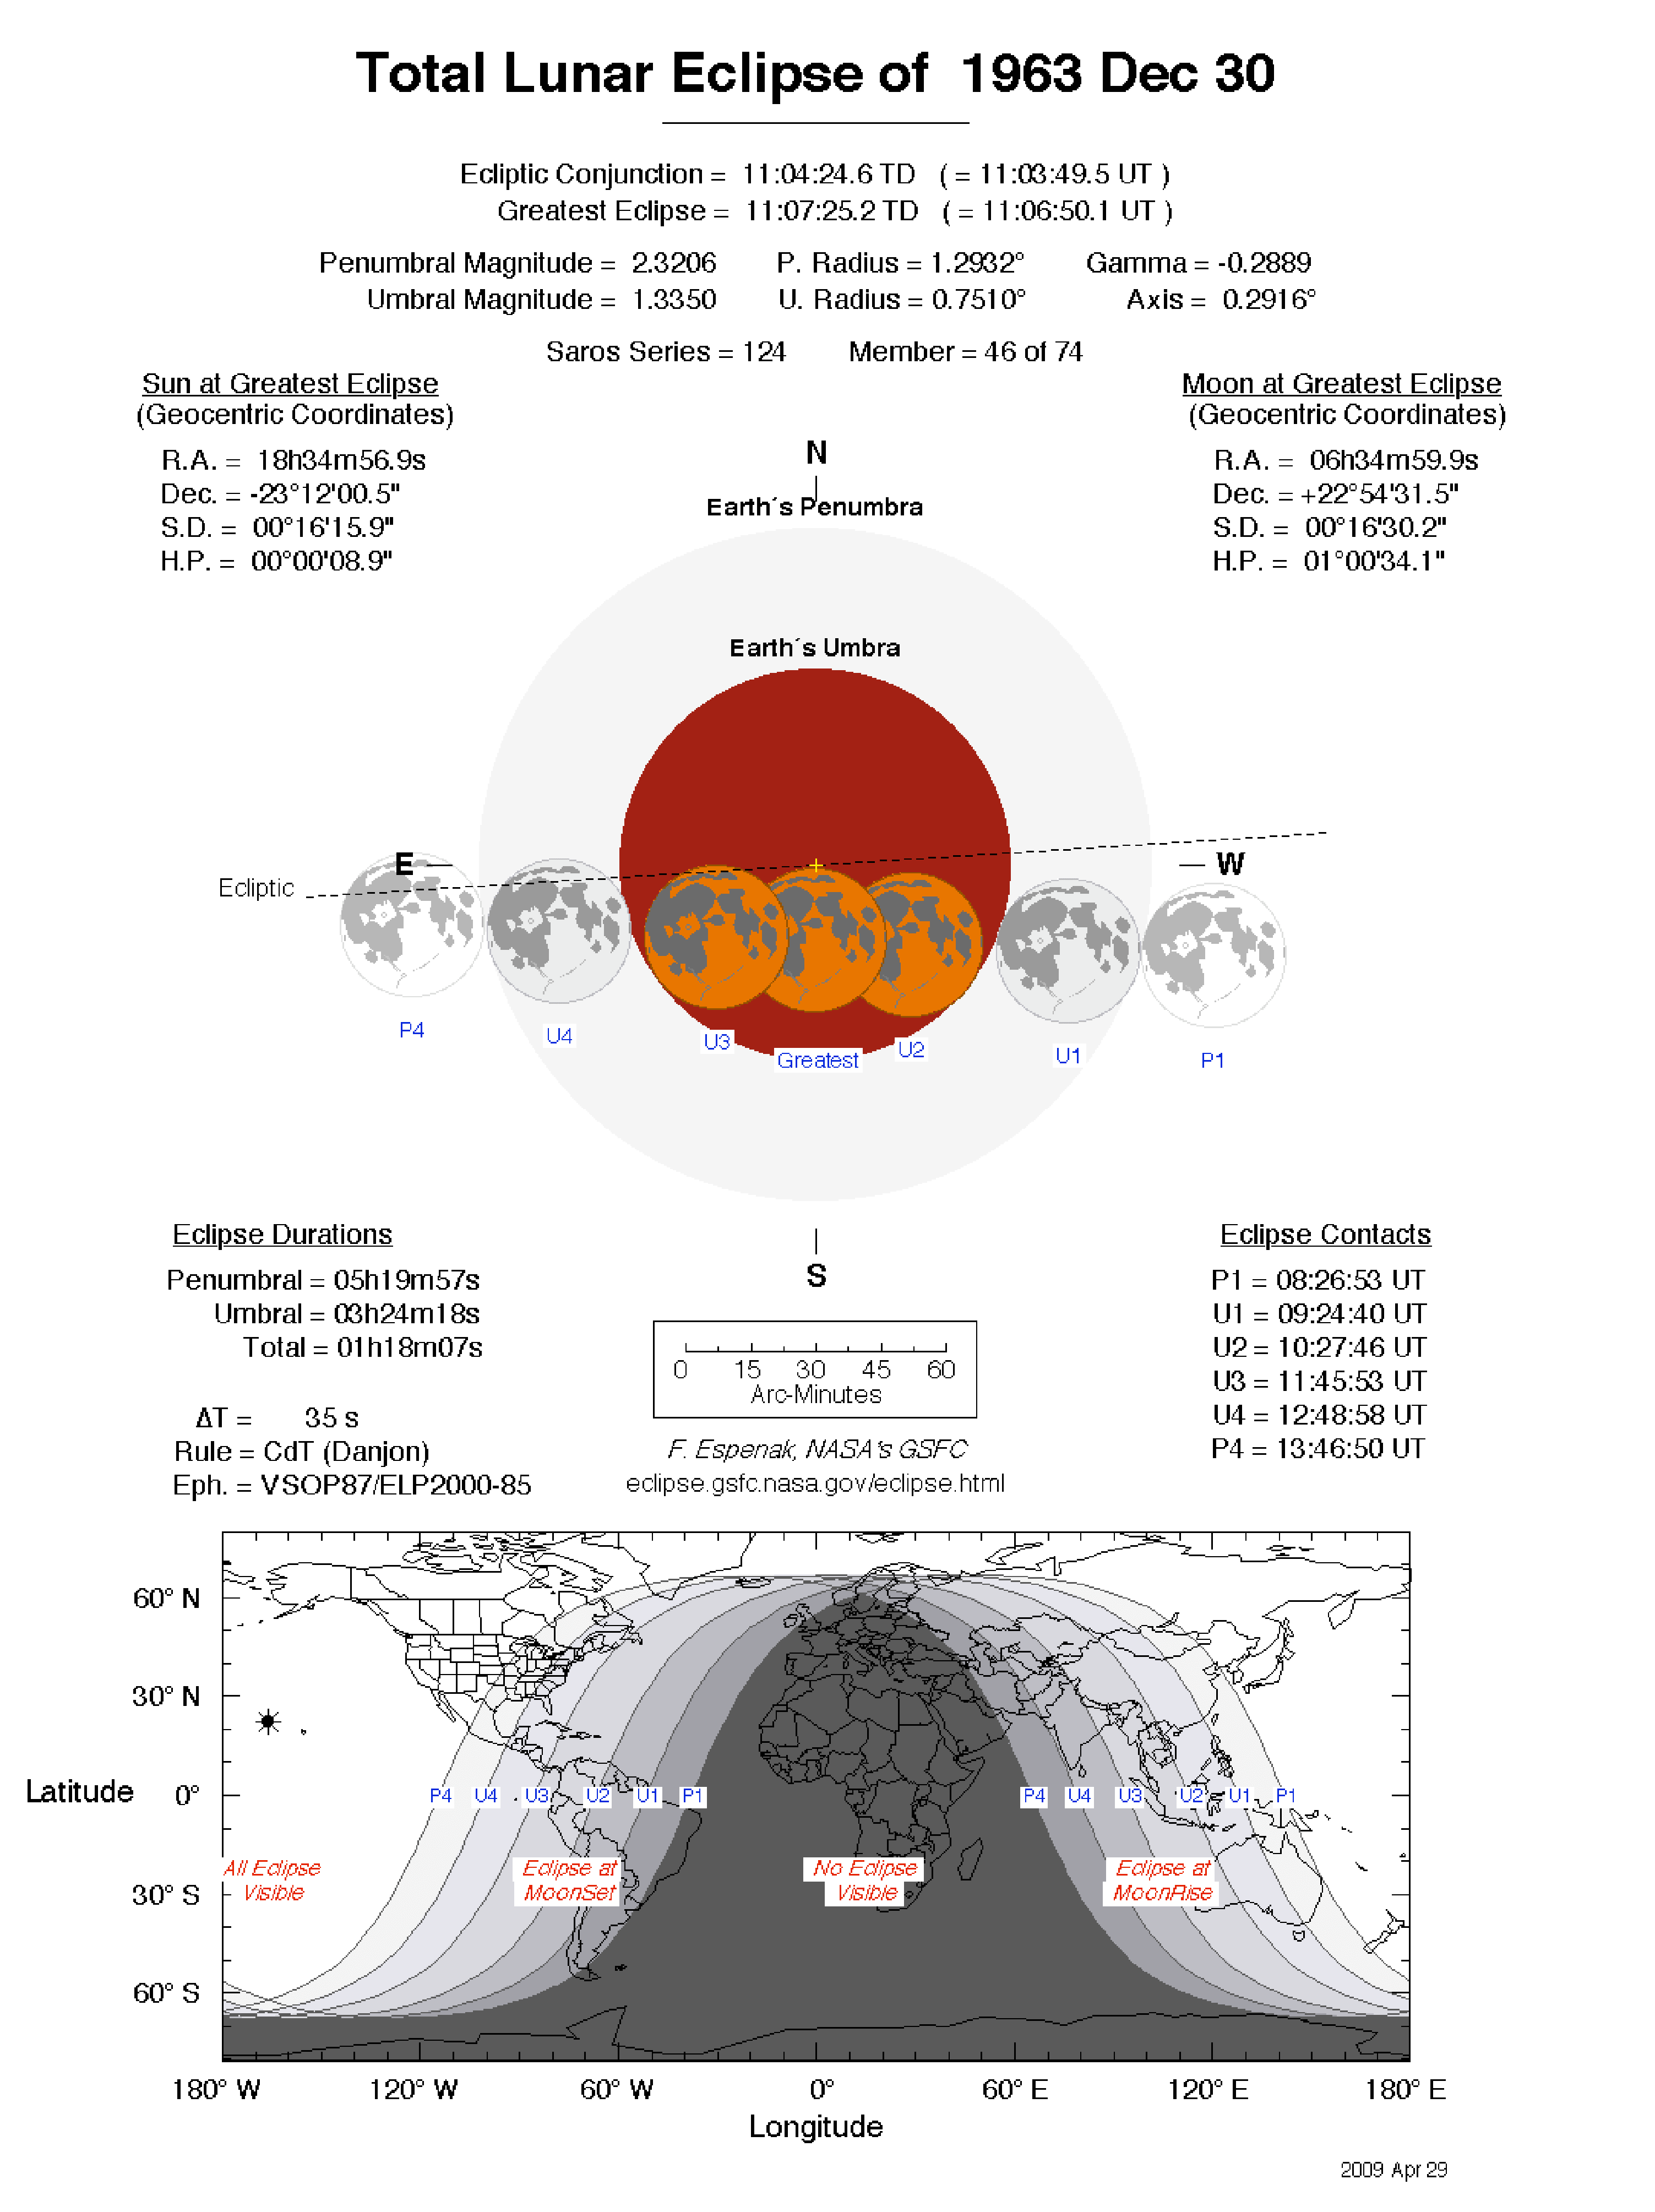 Total Lunar Eclipse of 1963 Dec 30
Ecliptic Conjunction = 11:04:24.6 TD ( = 11:03:49.5 UT )
Greatest Eclipse = 11:07:25.2 TD ( = 11:06:50.1 UT )
Penumbral Magnitude = 2.3206 P. Radius = 1.2932° Gamma = -0.2889
Umbral Magnitude = 1.3350 U. Radius = 0.7510° Axis = 0.2916°
Saros Series = 124 Member = 46 of 74
Sun at Greatest Eclipse
(Geocentric Coordinates)
R.A. = 18h34m56.9s
Dec. = -23°12'00.5"
S.D. = 00°16'15.9"
H.P. = 00°00'08.9"
Moon at Greatest Eclipse
(Geocentric Coordinates)
R.A. = 06h34m59.9s
Dec. = +22°54'31.5"
S.D. = 00°16'30.2"
H.P. = 01°00'34.1"
N
Earth´s Penumbra
Earth´s Umbra
E
W
Ecliptic
P4
U4
U3
Greatest
U2
U1
P1
S
Eclipse Durations
Penumbral = 05h19m57s
Umbral = 03h24m18s
Total = 01h18m07s
ΔT = 35 s
Rule = CdT (Danjon)
Eph. = VSOP87/ELP2000-85
0 15 30 45 60
Arc-Minutes
F. Espenak, NASA's GSFC
eclipse.gsfc.nasa.gov/eclipse.html
Eclipse Contacts
P1 = 08:26:53 UT
U1 = 09:24:40 UT
U2 = 10:27:46 UT
U3 = 11:45:53 UT
U4 = 12:48:58 UT
P4 = 13:46:50 UT
60° N
30° N
Latitude 0°
30° S
60° S
P4 U4 U3 U2 U1 P1 P4 U4 U3 U2 U1 P1
All Eclipse
Visible
Eclipse at
MoonSet
No Eclipse
Visible
Eclipse at
MoonRise
180° W 120° W 60° W 0° 60° E 120° E 180° E
Longitude
2009 Apr 29